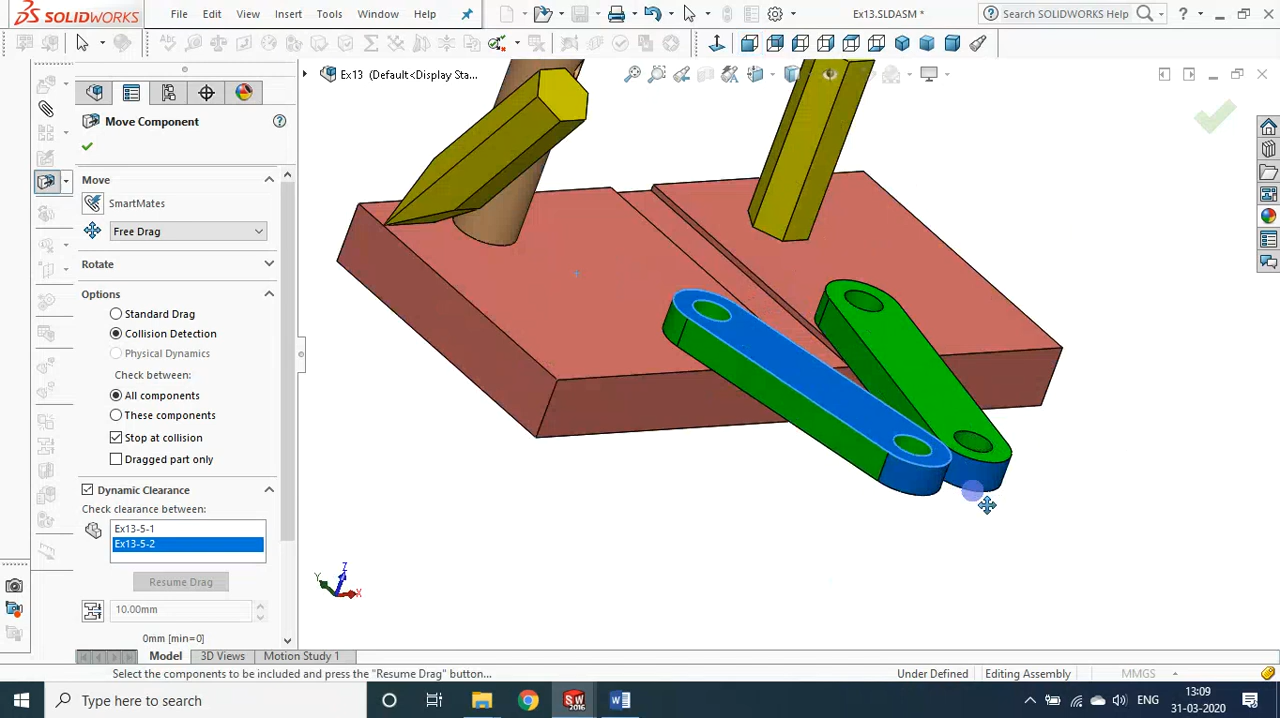 SOLIDWORKS File Edit View Insert Tools Window Help Ex13.SLDASM * Search SOLIDWORKS Help ?
Ex13 (Default<Display Sta...
Move Component
Move
SmartMates
Free Drag
Rotate
Options
Standard Drag
Collision Detection
Physical Dynamics
Check between:
All components
These components
Stop at collision
Dragged part only
Dynamic Clearance
Check clearance between:
Ex13-5-1
Ex13-5-2
Resume Drag
10.00mm
0mm [min=0]
Z
Y
X
Model 3D Views Motion Study 1
Select the components to be included and press the "Resume Drag" button... Under Defined Editing Assembly MMGS
Type here to search
SW
2016
W
ENG
13:09
31-03-2020